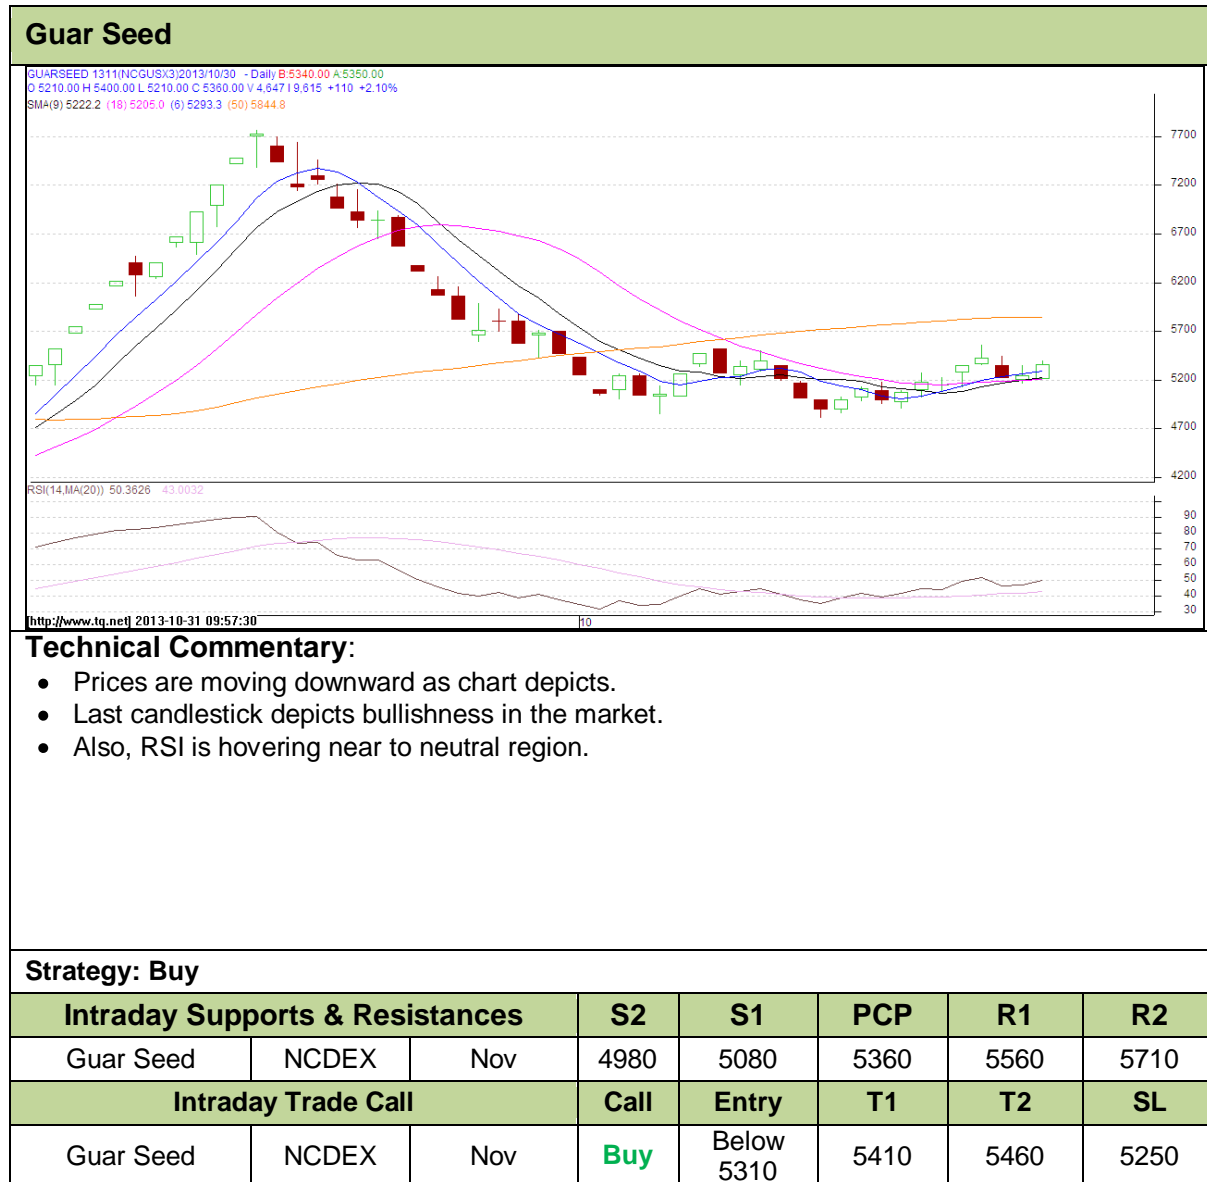 Guar Seed
GUARSEED 1311(NCGUSX3)2013/10/30 - Daily B:5340.00 A:5350.00
O 5210.00 H 5400.00 L 5210.00 C 5360.00 V 4,647 I 9,615 +110 +2.10%
SMA(9) 5222.2 (18) 5205.0 (6) 5293.3 (50) 5844.8
7700
7200
6700
6200
5700
5200
4700
4200
RSI(14,MA(20)) 50.3626 43.0032
90
80
70
60
50
40
30
[http://www.tq.net] 2013-10-31 09:57:30
10
Technical Commentary:
• Prices are moving downward as chart depicts.
• Last candlestick depicts bullishness in the market.
• Also, RSI is hovering near to neutral region.
Strategy: Buy
Intraday Supports & Resistances S2 S1 PCP R1 R2
Guar Seed NCDEX Nov 4980 5080 5360 5560 5710
Intraday Trade Call Call Entry T1 T2 SL
Guar Seed NCDEX Nov Buy Below 5310 5410 5460 5250